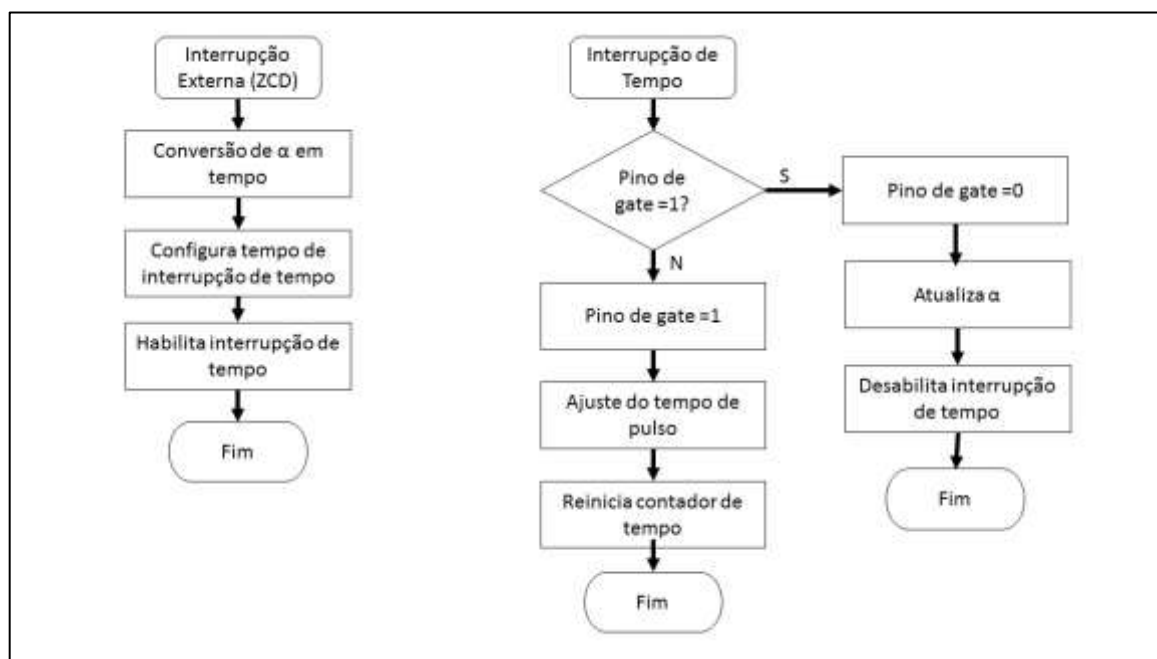 Interrupção
Externa (ZCD)
Conversão de α em
tempo
Configura tempo de
interrupção de tempo
Habilita interrupção de
tempo
Fim
Interrupção de
Tempo
Pino de
gate =1?
S
N
Pino de gate =1
Ajuste do tempo de
pulso
Reinicia contador de
tempo
Fim
Pino de gate =0
Atualiza α
Desabilita interrupção
de tempo
Fim